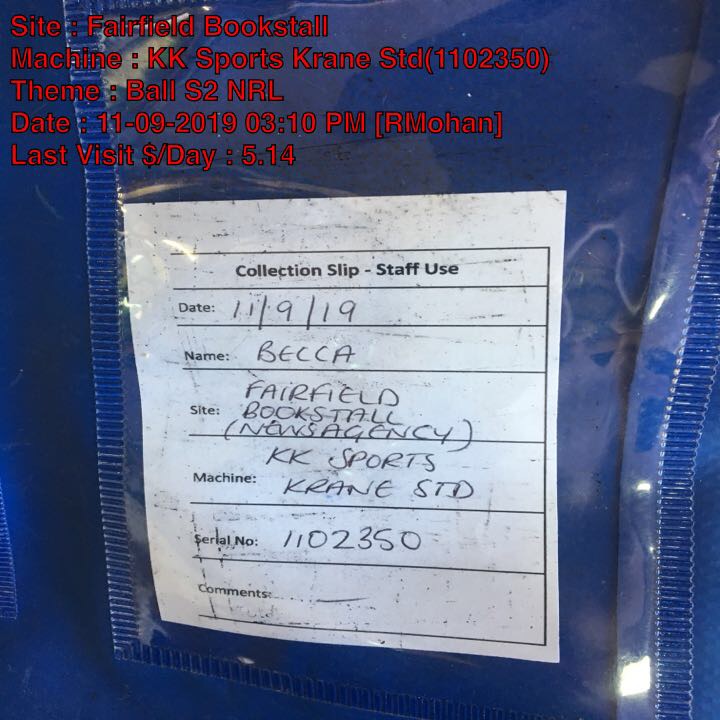 Site : Fairfield Bookstall
Machine : KK Sports Krane Std(1102350)
Theme : Ball S2 NRL
Date : 11-09-2019 03:10 PM [RMohan]
Last Visit $/Day : 5.14
Collection Slip - Staff Use
Date: 11/9/19
Name: BECCA
FAIRFIELD
Site: BOOKSTALL
(NEWSAGENCY)
KK SPORTS
Machine: KRANE STD
Serial No: 1102350
Comments: —